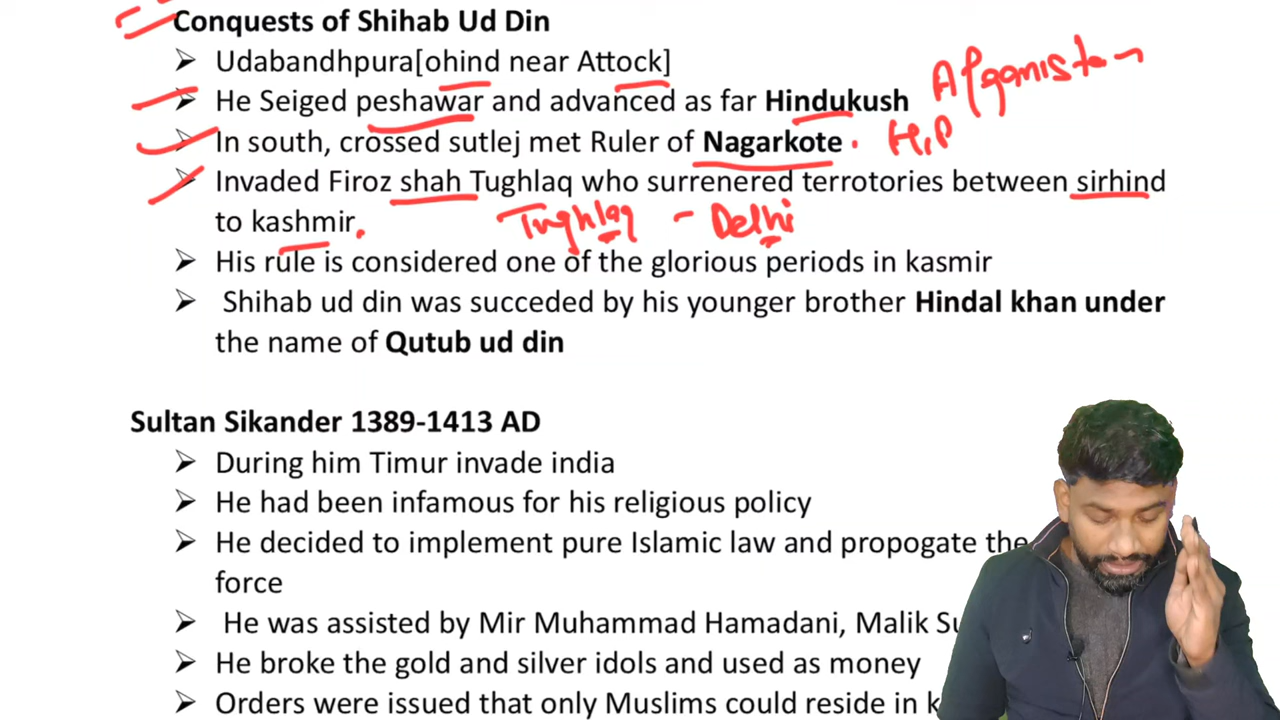 Conquests of Shihab Ud Din
➤ Udabandhpura[ohind near Attock]
➤ He Seiged peshawar and advanced as far Hindukush Afganistan
➤ In south, crossed sutlej met Ruler of Nagarkote. H.P
➤ Invaded Firoz shah Tughlaq who surrenered terrotories between sirhind
to kashmir. Tughlaq - Delhi
➤ His rule is considered one of the glorious periods in kasmir
➤ Shihab ud din was succeded by his younger brother Hindal khan under
the name of Qutub ud din
Sultan Sikander 1389-1413 AD
➤ During him Timur invade india
➤ He had been infamous for his religious policy
➤ He decided to implement pure Islamic law and propogate the
force
➤ He was assisted by Mir Muhammad Hamadani, Malik
➤ He broke the gold and silver idols and used as money
➤ Orders were issued that only Muslims could reside in